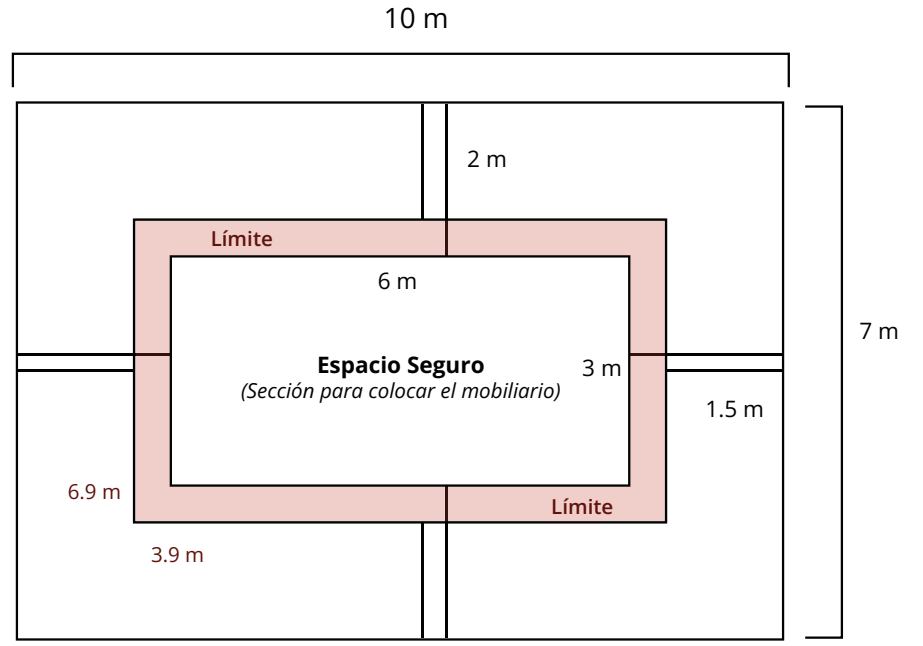 10 m
2 m
Límite
6 m
7 m
Espacio Seguro
3 m
(Sección para colocar el mobiliario)
1.5 m
6.9 m
Límite
3.9 m